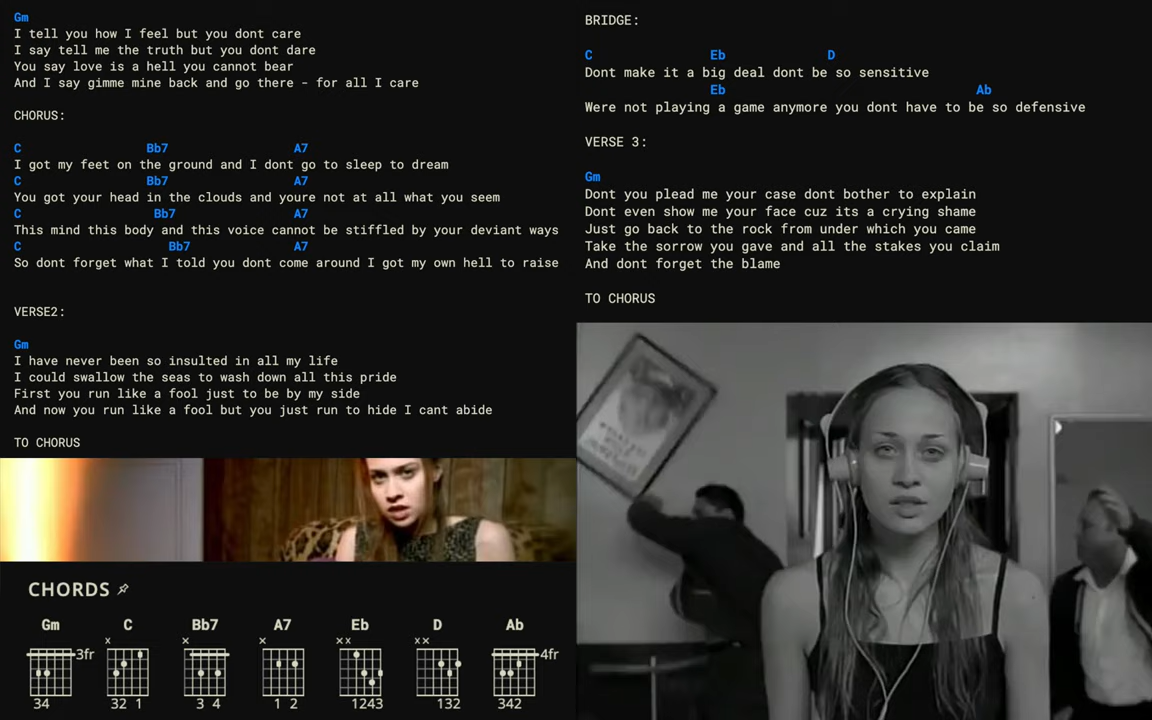 Gm
I tell you how I feel but you dont care
I say tell me the truth but you dont dare
You say love is a hell you cannot bear
And I say gimme mine back and go there - for all I care
CHORUS:
C Bb7 A7
I got my feet on the ground and I dont go to sleep to dream
C Bb7 A7
You got your head in the clouds and youre not at all what you seem
C Bb7 A7
This mind this body and this voice cannot be stiffled by your deviant ways
C Bb7 A7
So dont forget what I told you dont come around I got my own hell to raise
VERSE2:
Gm
I have never been so insulted in all my life
I could swallow the seas to wash down all this pride
First you run like a fool just to be by my side
And now you run like a fool but you just run to hide I cant abide
TO CHORUS
CHORDS
Gm C Bb7 A7 Eb D Ab
x x x xx xx
3fr 4fr
34 32 1 3 4 1 2 1243 132 342
BRIDGE:
C Eb D
Dont make it a big deal dont be so sensitive
Eb Ab
Were not playing a game anymore you dont have to be so defensive
VERSE 3:
Gm
Dont you plead me your case dont bother to explain
Dont even show me your face cuz its a crying shame
Just go back to the rock from under which you came
Take the sorrow you gave and all the stakes you claim
And dont forget the blame
TO CHORUS